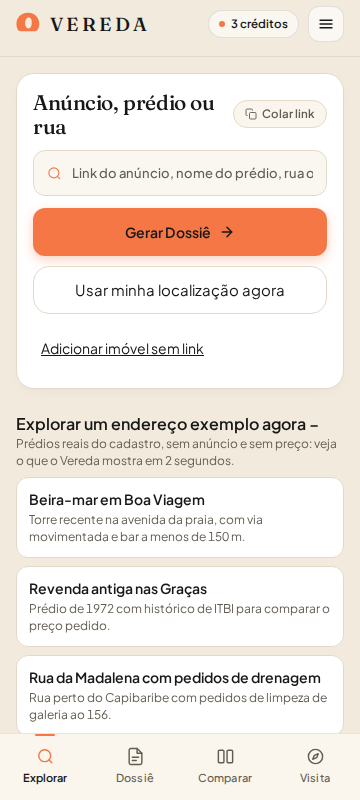 VEREDA
3 créditos
Anúncio, prédio ou
rua
Colar link
Link do anúncio, nome do prédio, rua o
Gerar Dossiê
Usar minha localização agora
Adicionar imóvel sem link
Explorar um endereço exemplo agora –
Prédios reais do cadastro, sem anúncio e sem preço: veja
o que o Vereda mostra em 2 segundos.
Beira-mar em Boa Viagem
Torre recente na avenida da praia, com via
movimentada e bar a menos de 150 m.
Revenda antiga nas Graças
Prédio de 1972 com histórico de ITBI para comparar o
preço pedido.
Rua da Madalena com pedidos de drenagem
Rua perto do Capibaribe com pedidos de limpeza de
galeria ao 156.
Explorar
Dossiê
Comparar
Visita